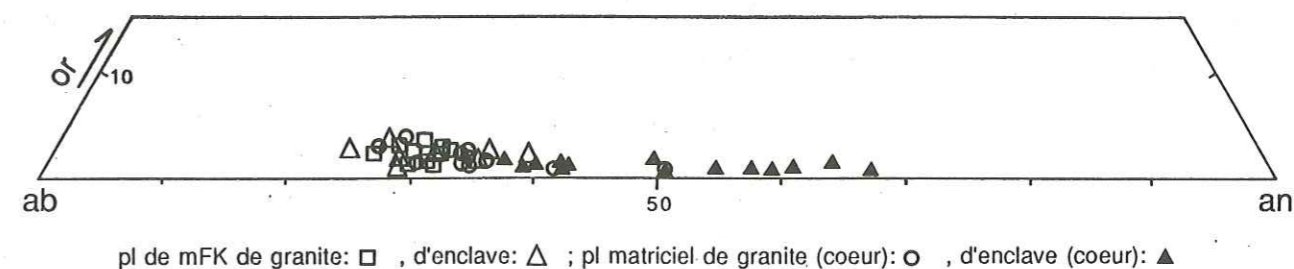 or
10
ab
50
an
pl de mFK de granite: □ , d'enclave: △ ; pl matriciel de granite (coeur): ○ , d'enclave (coeur): ▲